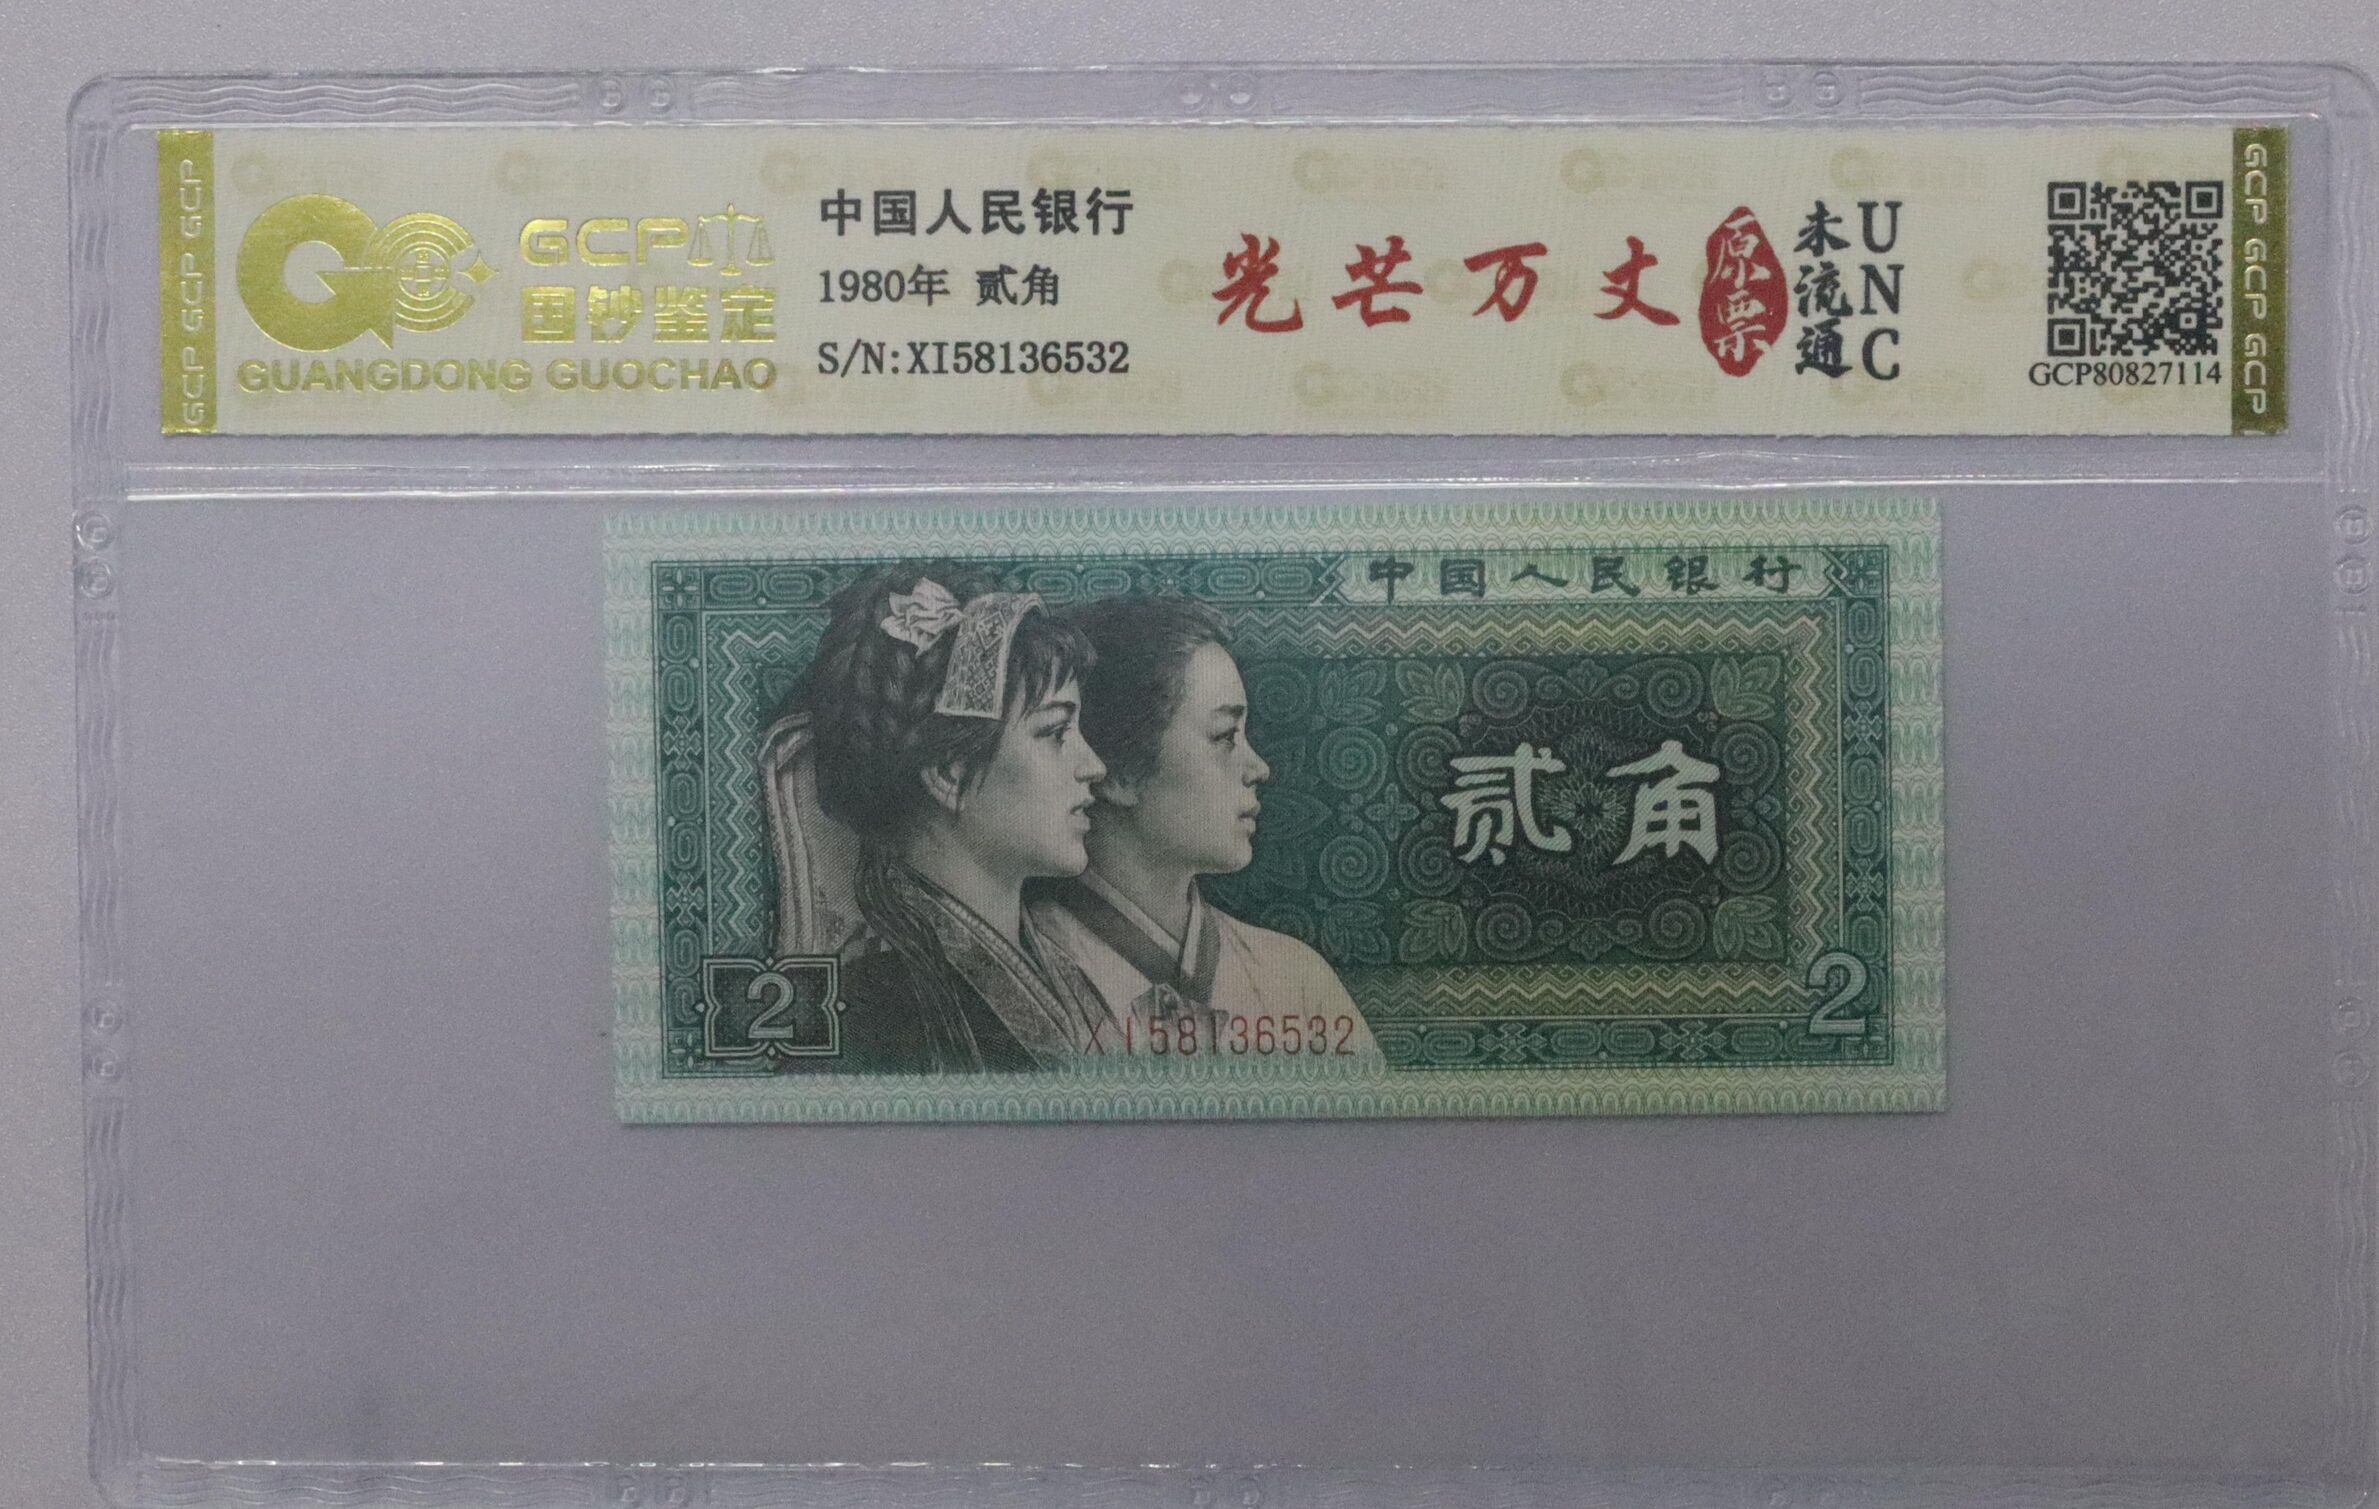 GCP GCP GCP
GCP
国钞鉴定
GUANGDONG GUOCHAO
中国人民银行
1980年 贰角
S/N:XI58136532
光芒万丈
原票
未流通
UNC
GCP80827114
GCP GCP GCP
中国人民银行
贰角
2
2
XI58136532